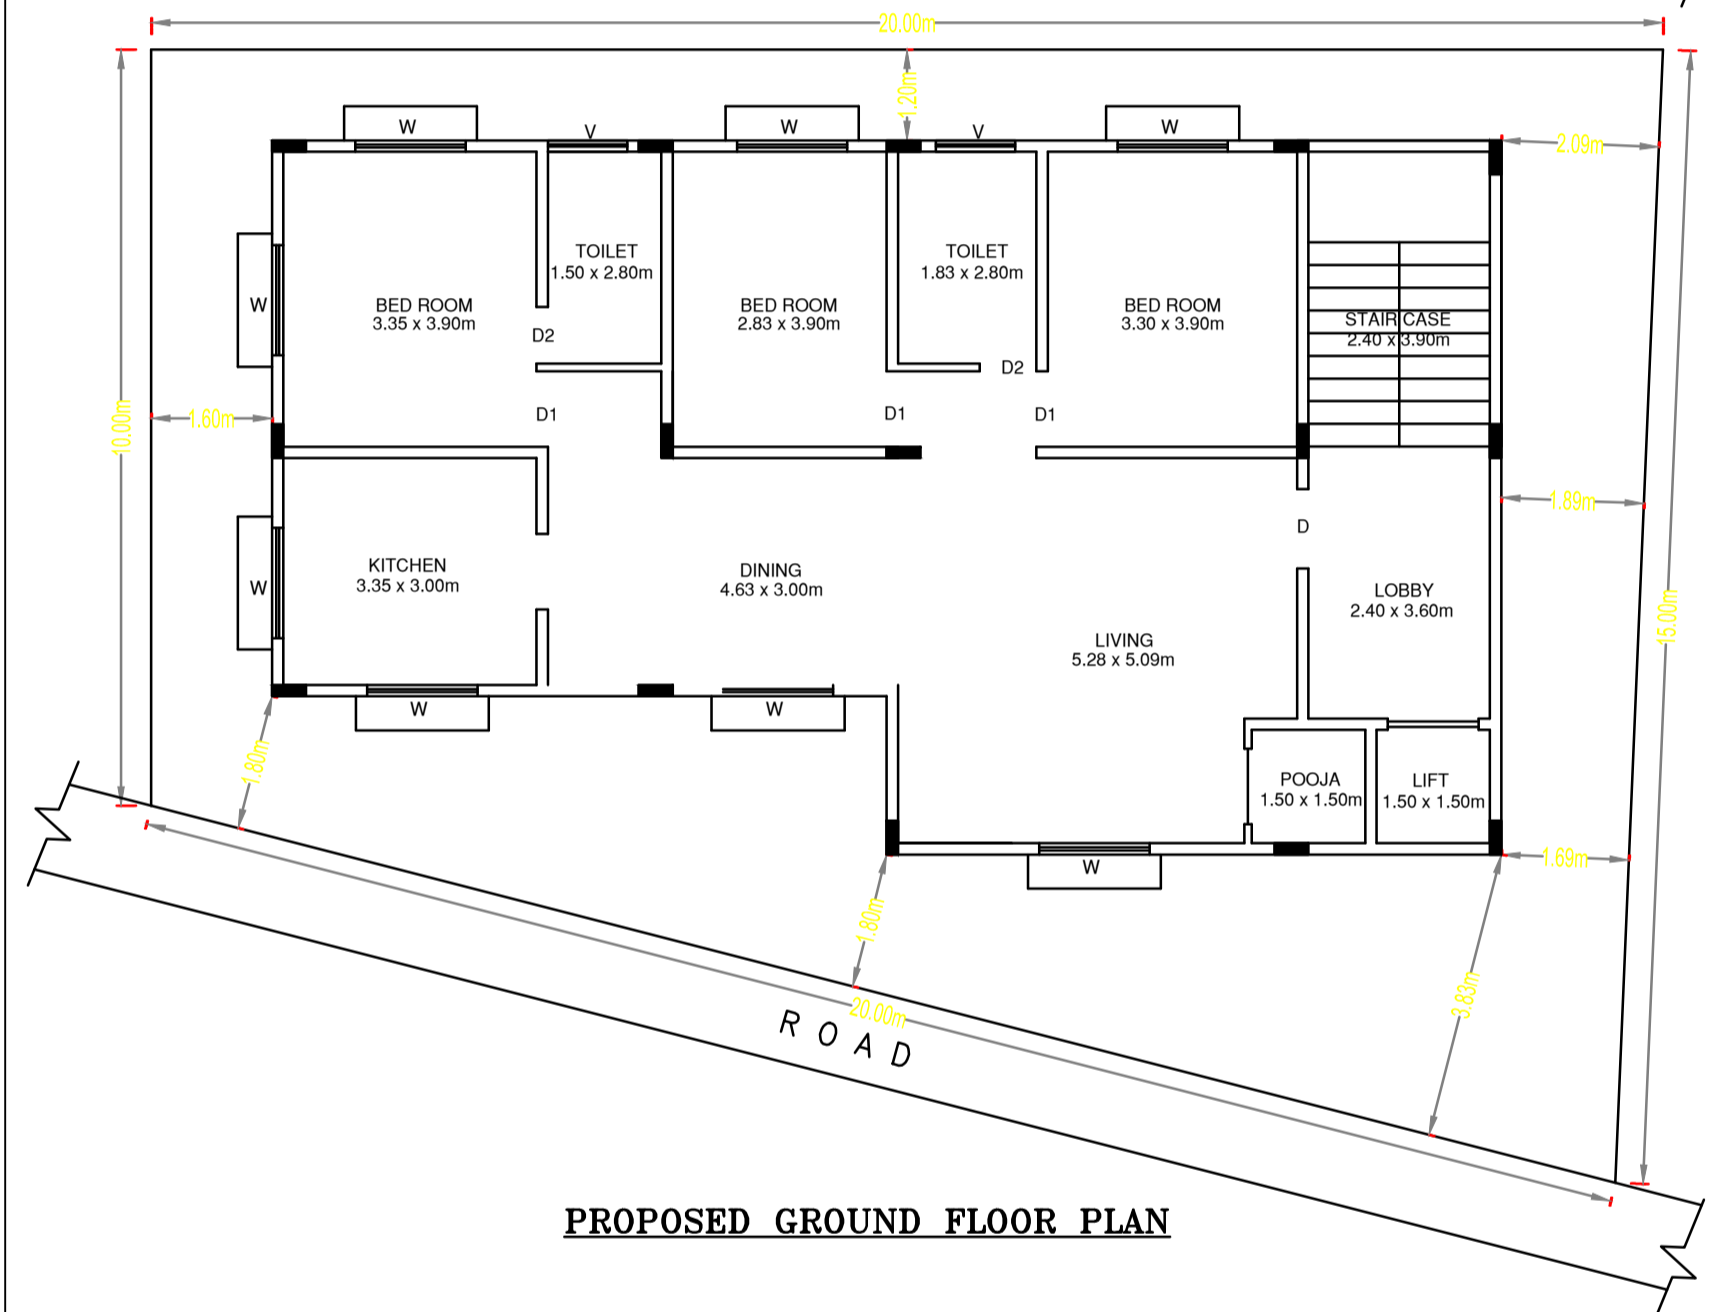 20.00m
1.20m
W
V
W
V
W
2.09m
TOILET
1.50 x 2.80m
TOILET
1.83 x 2.80m
W
BED ROOM
3.35 x 3.90m
BED ROOM
2.83 x 3.90m
BED ROOM
3.30 x 3.90m
STAIR CASE
2.40 x 3.90m
D2
D2
10.00m
1.60m
D1
D1
D1
1.89m
D
W
KITCHEN
3.35 x 3.00m
DINING
4.63 x 3.00m
LOBBY
2.40 x 3.60m
15.00m
LIVING
5.28 x 5.09m
W
W
1.80m
POOJA
1.50 x 1.50m
LIFT
1.50 x 1.50m
W
1.69m
1.80m
3.83m
20.00m
ROAD
PROPOSED GROUND FLOOR PLAN